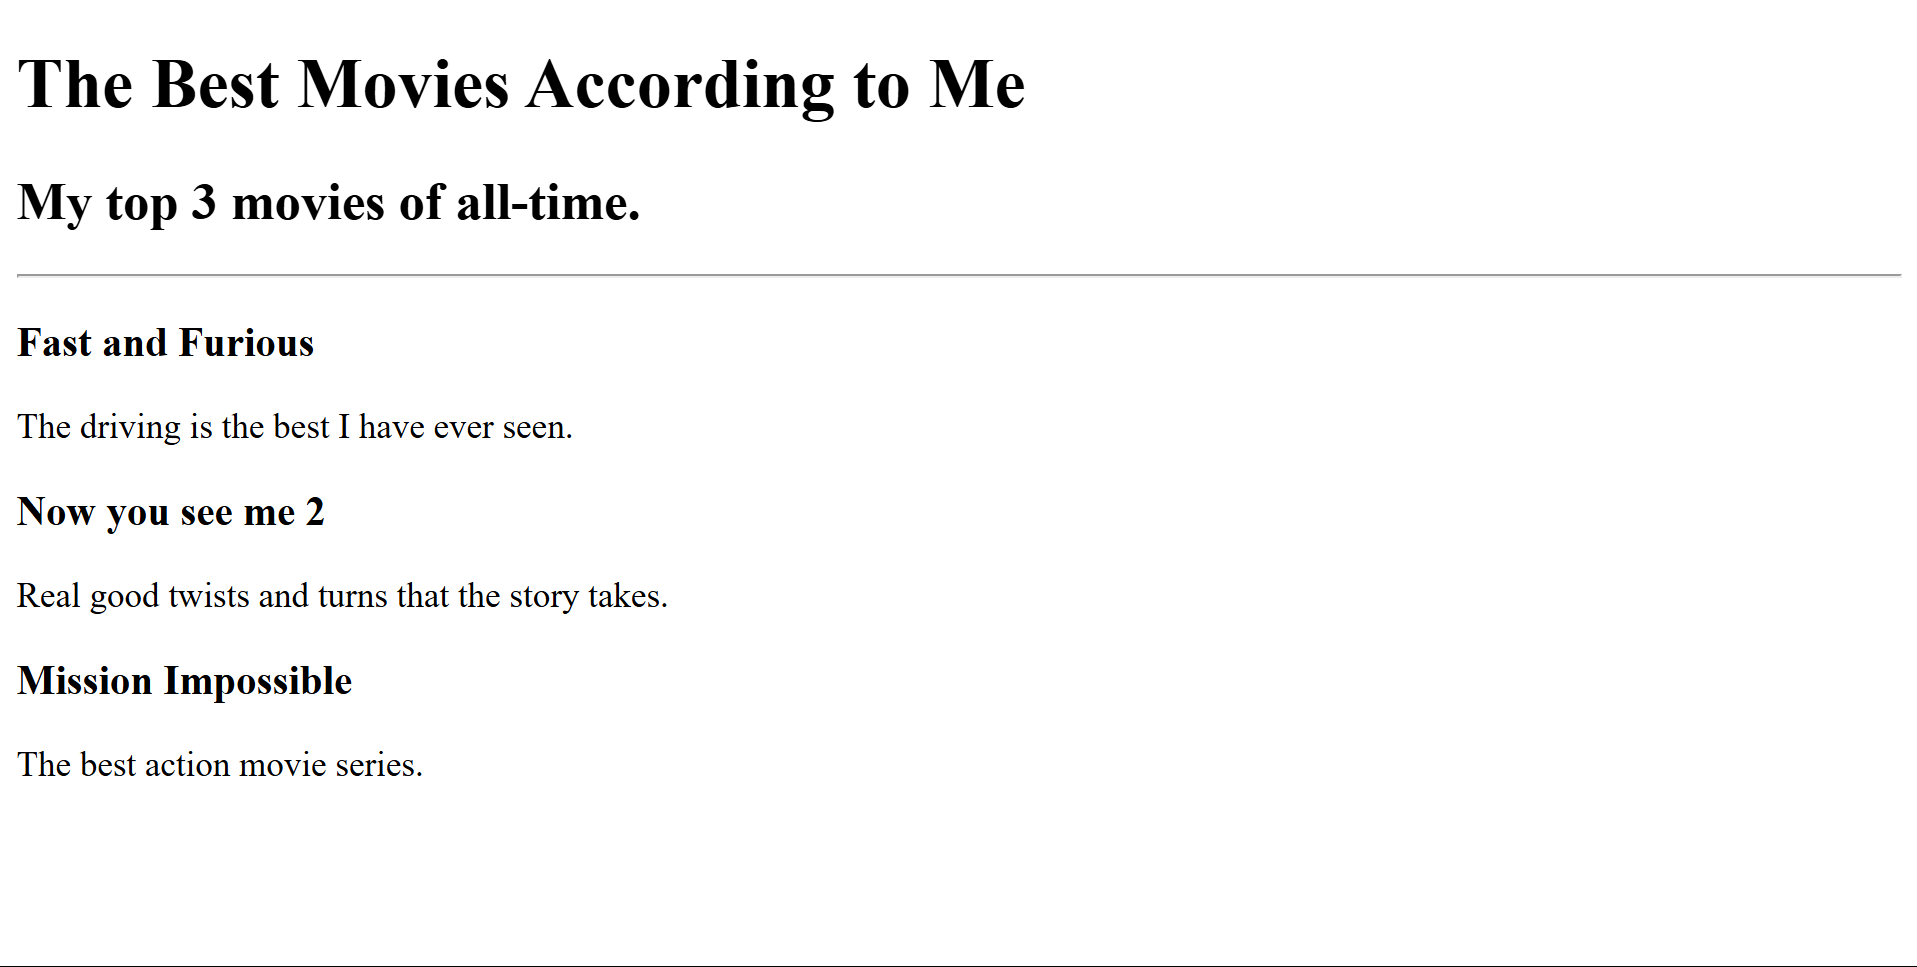 The Best Movies According to Me
My top 3 movies of all-time.
Fast and Furious
The driving is the best I have ever seen.
Now you see me 2
Real good twists and turns that the story takes.
Mission Impossible
The best action movie series.